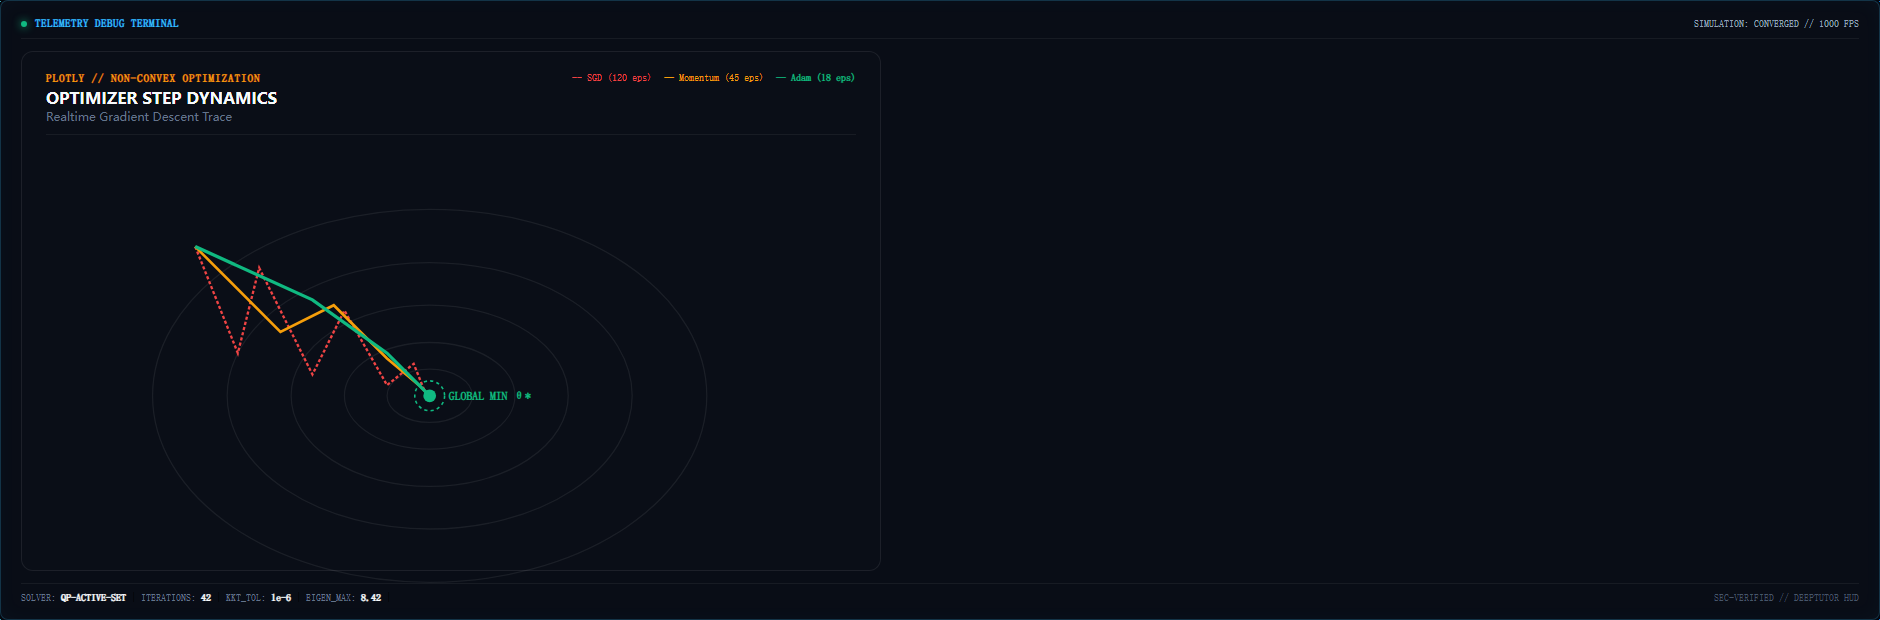 TELEMETRY DEBUG TERMINAL
SIMULATION: CONVERGED // 1000 FPS
PLOTLY // NON-CONVEX OPTIMIZATION
SGD (120 eps)
Momentum (45 eps)
Adam (18 eps)
OPTIMIZER STEP DYNAMICS
Realtime Gradient Descent Trace
GLOBAL MIN θ*
SOLVER: QP-ACTIVE-SET ITERATIONS: 42 KKT_TOL: 1e-6 EIGEN_MAX: 8.42
SEC-VERIFIED // DEEPTUTOR HUD